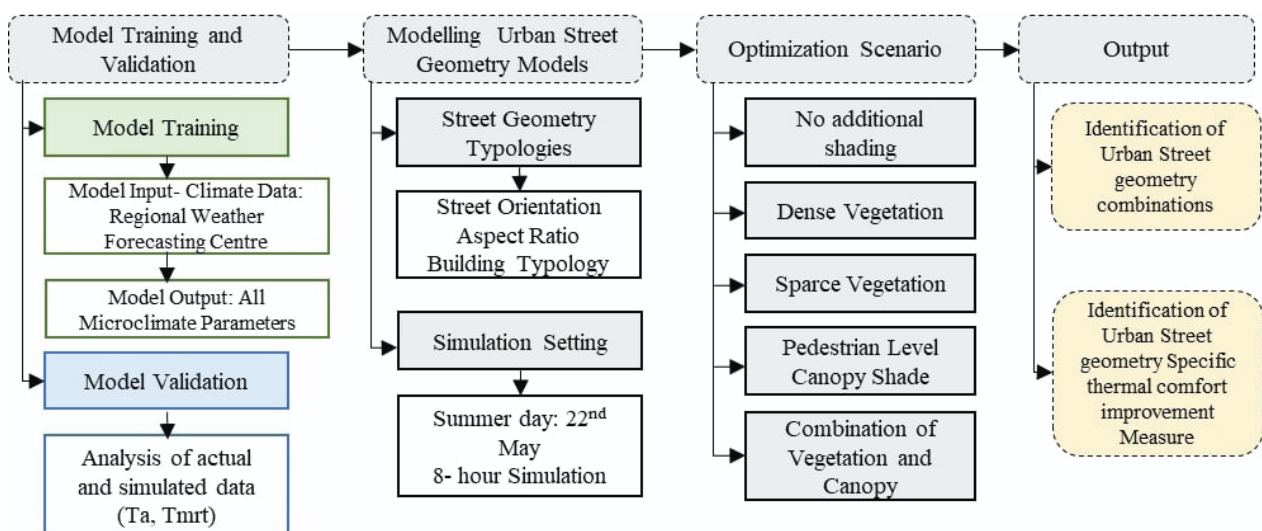 Model Training and
Validation
Modelling Urban Street
Geometry Models
Optimization Scenario
Output
Model Training
Model Input- Climate Data:
Regional Weather
Forecasting Centre
Model Output: All
Microclimate Parameters
Model Validation
Analysis of actual
and simulated data
(Ta, Tmrt)
Street Geometry
Typologies
Street Orientation
Aspect Ratio
Building Typology
Simulation Setting
Summer day: 22nd
May
8- hour Simulation
No additional
shading
Dense Vegetation
Sparce Vegetation
Pedestrian Level
Canopy Shade
Combination of
Vegetation and
Canopy
Identification of
Urban Street
geometry
combinations
Identification of
Urban Street
geometry Specific
thermal comfort
improvement
Measure